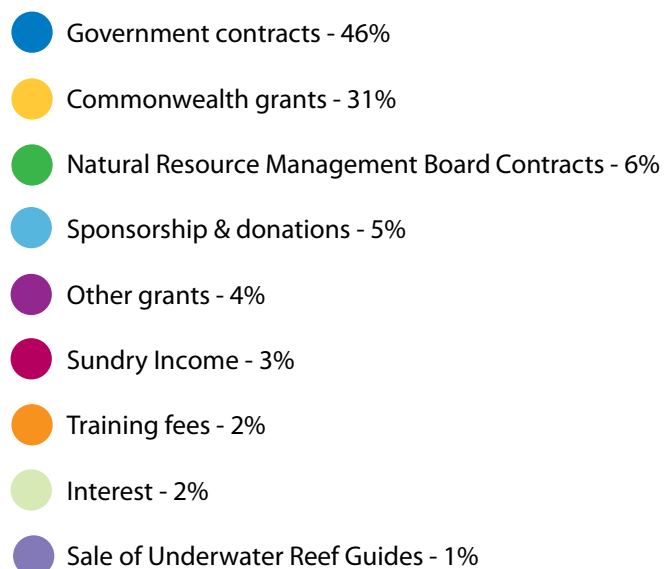 Government contracts - 46%
Commonwealth grants - 31%
Natural Resource Management Board Contracts - 6%
Sponsorship & donations - 5%
Other grants - 4%
Sundry Income - 3%
Training fees - 2%
Interest - 2%
Sale of Underwater Reef Guides - 1%